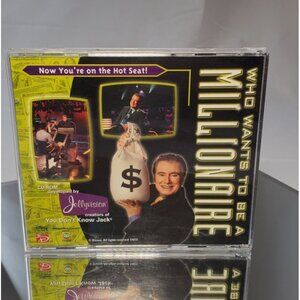 Now You're on the Hot Seat!
WHO WANTS TO BE A
MILLIONAIRE
$
CD-ROM
developed by
Jellyvision
creators of
You Don't Know Jack®